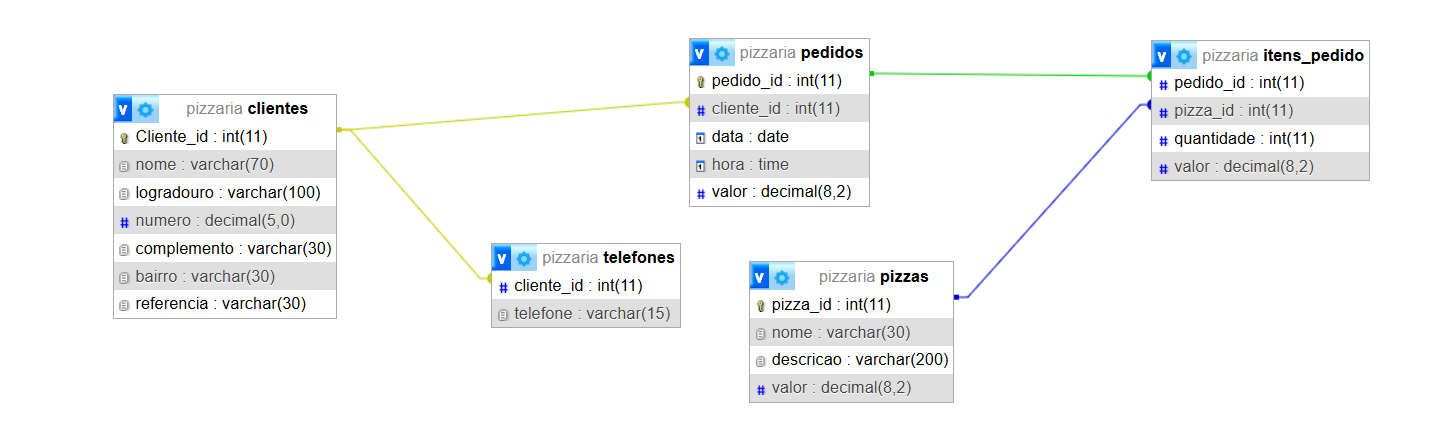 pizzaria clientes
Cliente_id : int(11)
nome : varchar(70)
logradouro : varchar(100)
numero : decimal(5,0)
complemento : varchar(30)
bairro : varchar(30)
referencia : varchar(30)
pizzaria telefones
cliente_id : int(11)
telefone : varchar(15)
pizzaria pedidos
pedido_id : int(11)
cliente_id : int(11)
data : date
hora : time
valor : decimal(8,2)
pizzaria pizzas
pizza_id : int(11)
nome : varchar(30)
descricao : varchar(200)
valor : decimal(8,2)
pizzaria itens_pedido
pedido_id : int(11)
pizza_id : int(11)
quantidade : int(11)
valor : decimal(8,2)